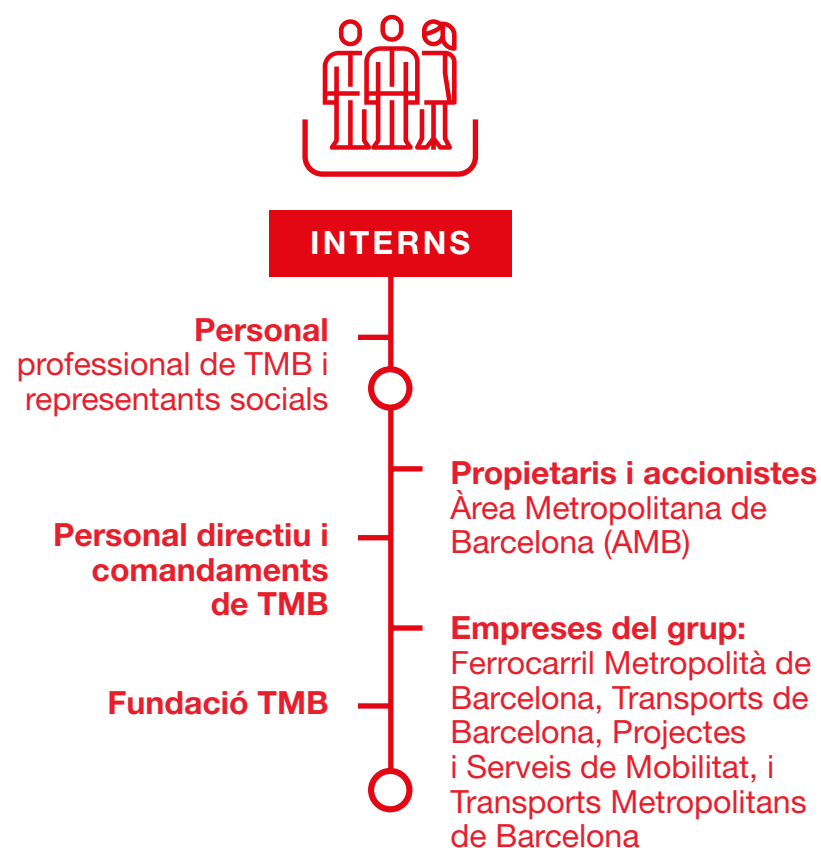 INTERNS
Personal
professional de TMB i
representants socials
Propietaris i accionistes
Àrea Metropolitana de
Barcelona (AMB)
Personal directiu i
comandaments
de TMB
Empreses del grup:
Ferrocarril Metropolità de
Barcelona, Transports de
Barcelona, Projectes
i Serveis de Mobilitat, i
Transports Metropolitans
de Barcelona
Fundació TMB